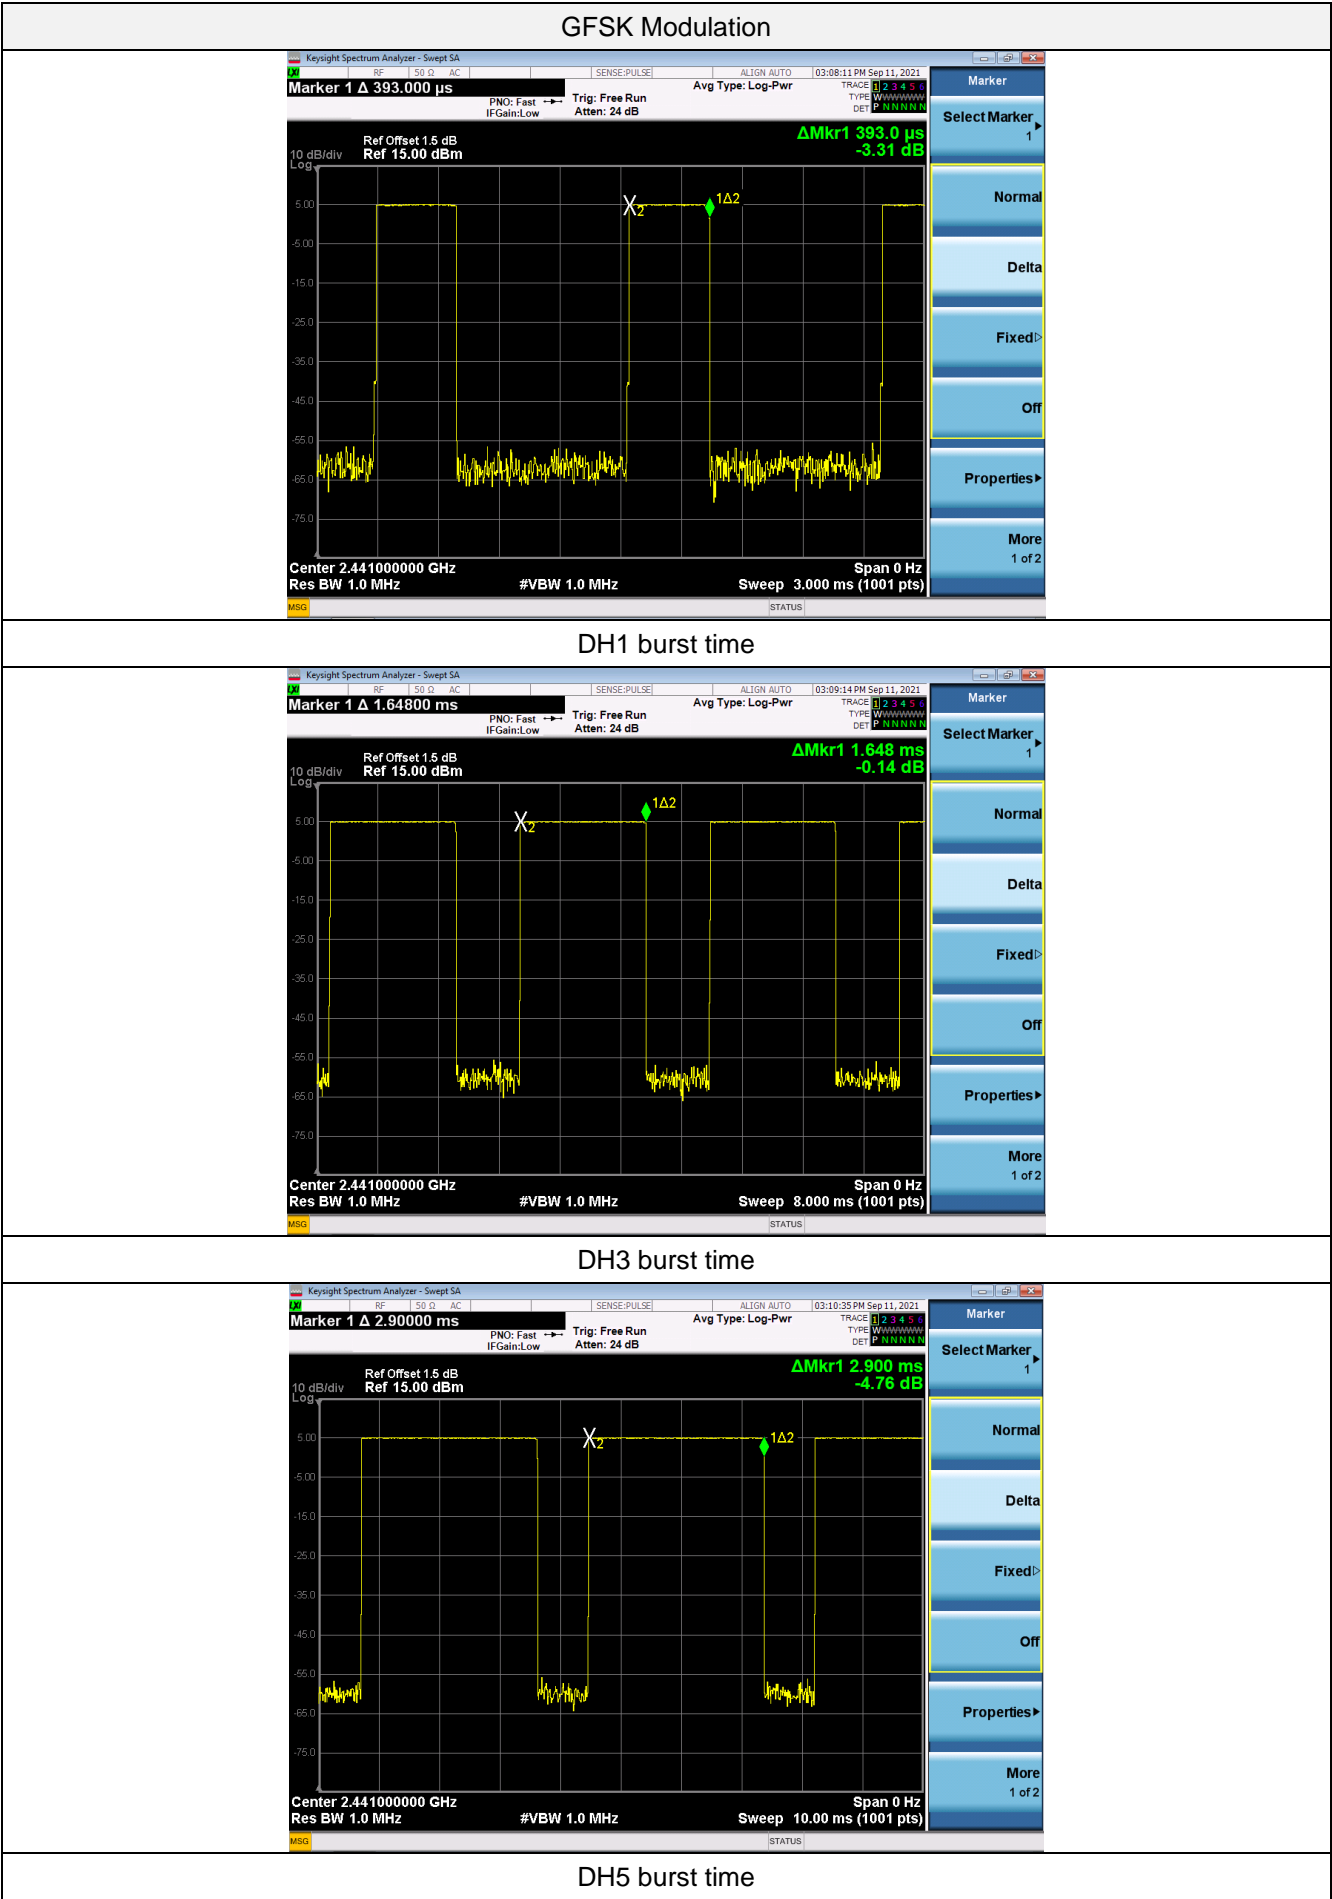 GFSK Modulation
Keysight Spectrum Analyzer - Swept SA
LXI RF 50 Ω AC SENSE:PULSE ALIGN AUTO 03:08:11 PM Sep 11, 2021
Marker 1 Δ 393.000 µs Avg Type: Log-Pwr TRACE 1 2 3 4 5 6
PNO: Fast Trig: Free Run TYPE WWWWWW
IFGain:Low Atten: 24 dB DET P N N N N N
ΔMkr1 393.0 µs
-3.31 dB
Ref Offset 1.5 dB
10 dB/div Ref 15.00 dBm
Log
1Δ2
X2
5.00
-5.00
-15.0
-25.0
-35.0
-45.0
-55.0
-65.0
-75.0
Center 2.441000000 GHz Span 0 Hz
Res BW 1.0 MHz #VBW 1.0 MHz Sweep 3.000 ms (1001 pts)
MSG STATUS
Marker
Select Marker
1
Normal
Delta
Fixed
Off
Properties
More
1 of 2
DH1 burst time
Keysight Spectrum Analyzer - Swept SA
LXI RF 50 Ω AC SENSE:PULSE ALIGN AUTO 03:09:14 PM Sep 11, 2021
Marker 1 Δ 1.64800 ms Avg Type: Log-Pwr TRACE 1 2 3 4 5 6
PNO: Fast Trig: Free Run TYPE WWWWWW
IFGain:Low Atten: 24 dB DET P N N N N N
ΔMkr1 1.648 ms
-0.14 dB
Ref Offset 1.5 dB
10 dB/div Ref 15.00 dBm
Log
1Δ2
X2
5.00
-5.00
-15.0
-25.0
-35.0
-45.0
-55.0
-65.0
-75.0
Center 2.441000000 GHz Span 0 Hz
Res BW 1.0 MHz #VBW 1.0 MHz Sweep 8.000 ms (1001 pts)
MSG STATUS
Marker
Select Marker
1
Normal
Delta
Fixed
Off
Properties
More
1 of 2
DH3 burst time
Keysight Spectrum Analyzer - Swept SA
LXI RF 50 Ω AC SENSE:PULSE ALIGN AUTO 03:10:35 PM Sep 11, 2021
Marker 1 Δ 2.90000 ms Avg Type: Log-Pwr TRACE 1 2 3 4 5 6
PNO: Fast Trig: Free Run TYPE WWWWWW
IFGain:Low Atten: 24 dB DET P N N N N N
ΔMkr1 2.900 ms
-4.76 dB
Ref Offset 1.5 dB
10 dB/div Ref 15.00 dBm
Log
1Δ2
X2
5.00
-5.00
-15.0
-25.0
-35.0
-45.0
-55.0
-65.0
-75.0
Center 2.441000000 GHz Span 0 Hz
Res BW 1.0 MHz #VBW 1.0 MHz Sweep 10.00 ms (1001 pts)
MSG STATUS
Marker
Select Marker
1
Normal
Delta
Fixed
Off
Properties
More
1 of 2
DH5 burst time